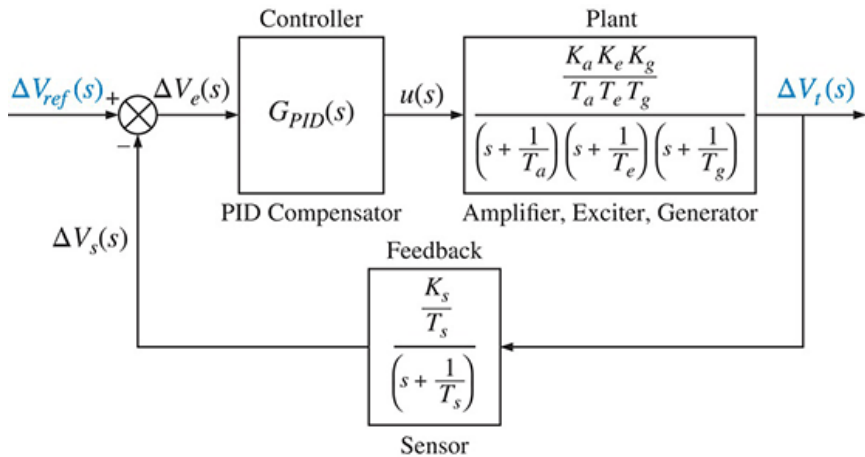 Controller
Plant
ΔV_ref(s) +
−
ΔV_e(s)
G_PID(s)
u(s)
K_a K_e K_g
T_a T_e T_g
(s + 1/T_a)(s + 1/T_e)(s + 1/T_g)
ΔV_t(s)
PID Compensator
Amplifier, Exciter, Generator
ΔV_s(s)
Feedback
K_s
T_s
(s + 1/T_s)
Sensor